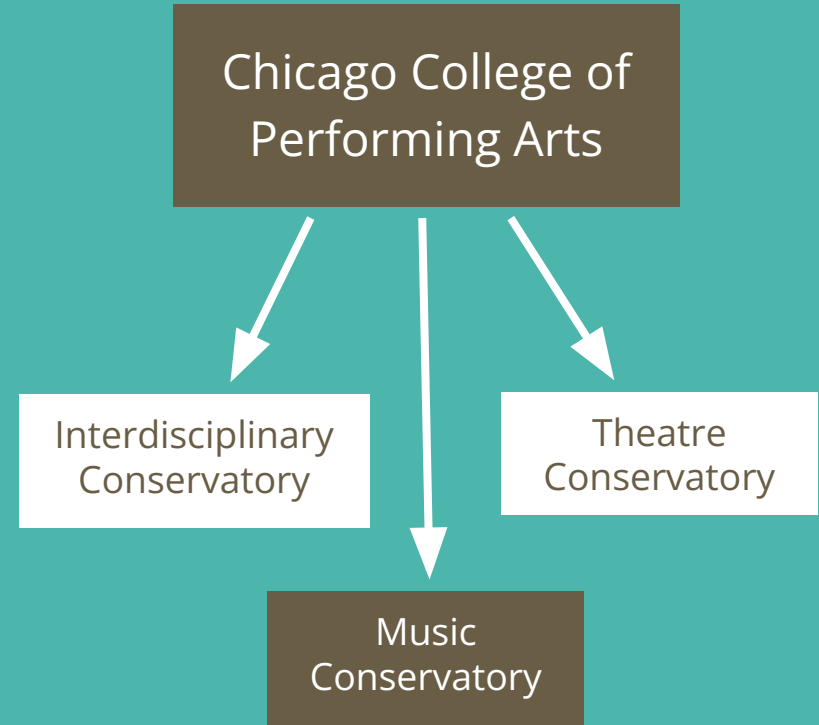 Chicago College of
Performing Arts
Interdisciplinary
Conservatory
Theatre
Conservatory
Music
Conservatory